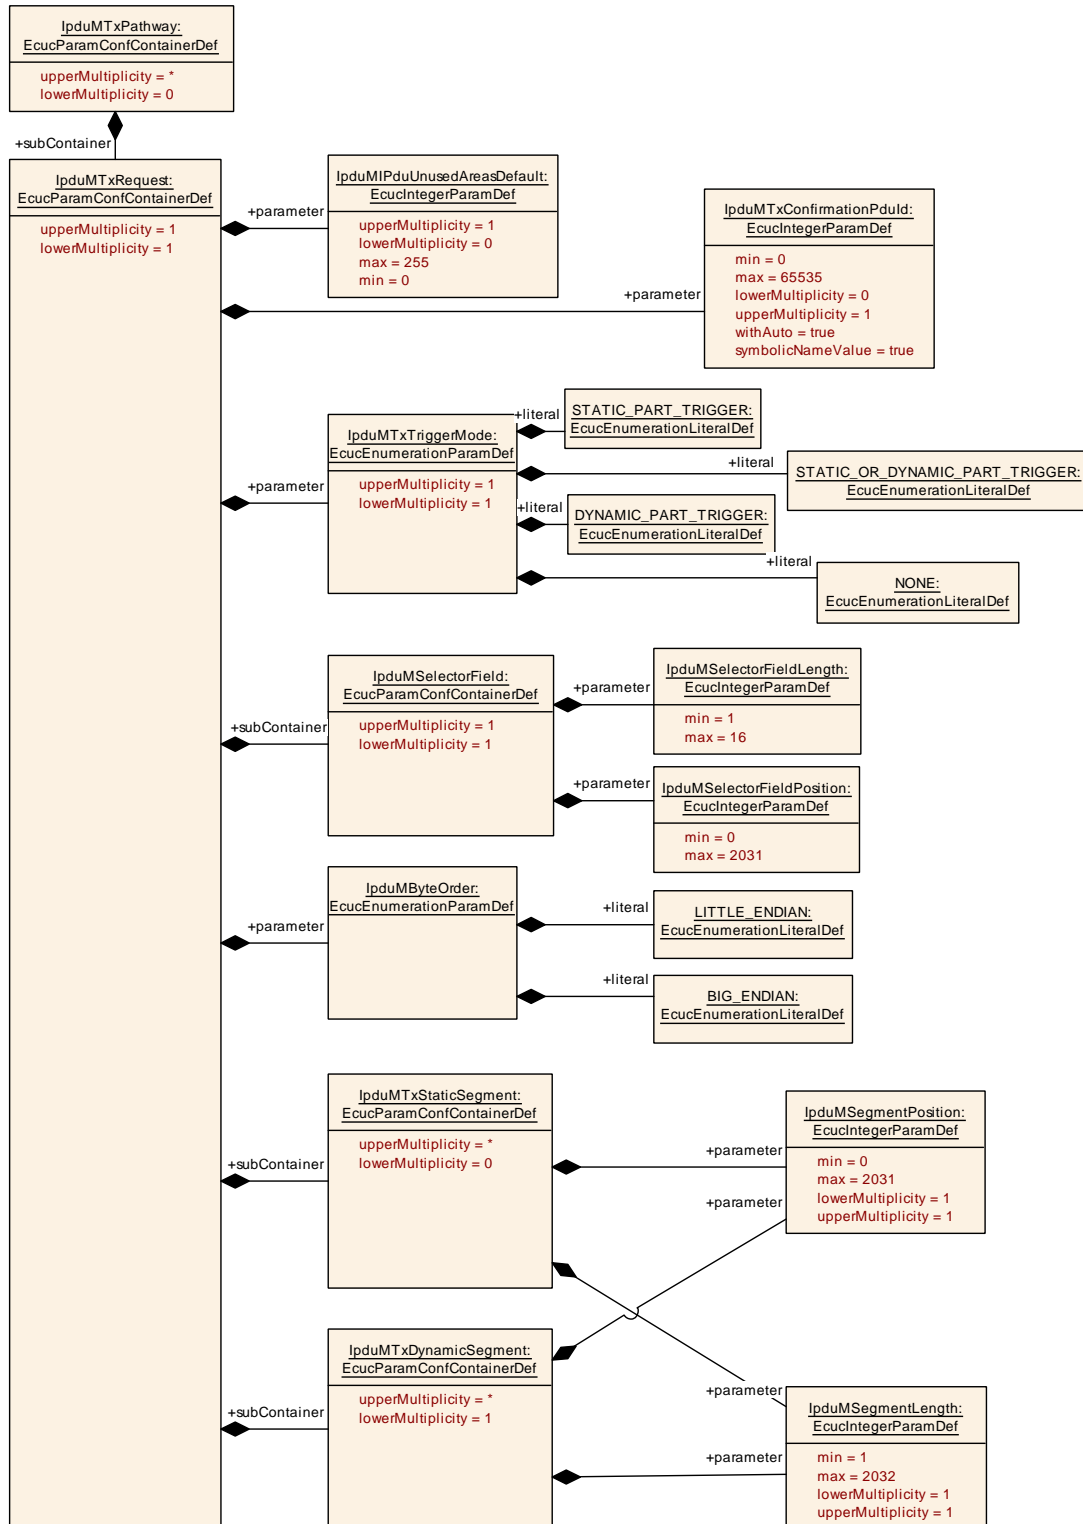 IpduMTxPathway:
EcucParamConfContainerDef
upperMultiplicity = *
lowerMultiplicity = 0
+subContainer
IpduMTxRequest:
EcucParamConfContainerDef
upperMultiplicity = 1
lowerMultiplicity = 1
+parameter
IpduMIPduUnusedAreasDefault:
EcucIntegerParamDef
upperMultiplicity = 1
lowerMultiplicity = 0
max = 255
min = 0
+parameter
IpduMTxConfirmationPduId:
EcucIntegerParamDef
min = 0
max = 65535
lowerMultiplicity = 0
upperMultiplicity = 1
withAuto = true
symbolicNameValue = true
+parameter
IpduMTxTriggerMode:
EcucEnumerationParamDef
upperMultiplicity = 1
lowerMultiplicity = 1
+literal
STATIC_PART_TRIGGER:
EcucEnumerationLiteralDef
+literal
STATIC_OR_DYNAMIC_PART_TRIGGER:
EcucEnumerationLiteralDef
+literal
DYNAMIC_PART_TRIGGER:
EcucEnumerationLiteralDef
+literal
NONE:
EcucEnumerationLiteralDef
+subContainer
IpduMSelectorField:
EcucParamConfContainerDef
upperMultiplicity = 1
lowerMultiplicity = 1
+parameter
IpduMSelectorFieldLength:
EcucIntegerParamDef
min = 1
max = 16
+parameter
IpduMSelectorFieldPosition:
EcucIntegerParamDef
min = 0
max = 2031
+parameter
IpduMByteOrder:
EcucEnumerationParamDef
+literal
LITTLE_ENDIAN:
EcucEnumerationLiteralDef
+literal
BIG_ENDIAN:
EcucEnumerationLiteralDef
+subContainer
IpduMTxStaticSegment:
EcucParamConfContainerDef
upperMultiplicity = *
lowerMultiplicity = 0
+parameter
+parameter
IpduMSegmentPosition:
EcucIntegerParamDef
min = 0
max = 2031
lowerMultiplicity = 1
upperMultiplicity = 1
+subContainer
IpduMTxDynamicSegment:
EcucParamConfContainerDef
upperMultiplicity = *
lowerMultiplicity = 1
+parameter
+parameter
IpduMSegmentLength:
EcucIntegerParamDef
min = 1
max = 2032
lowerMultiplicity = 1
upperMultiplicity = 1